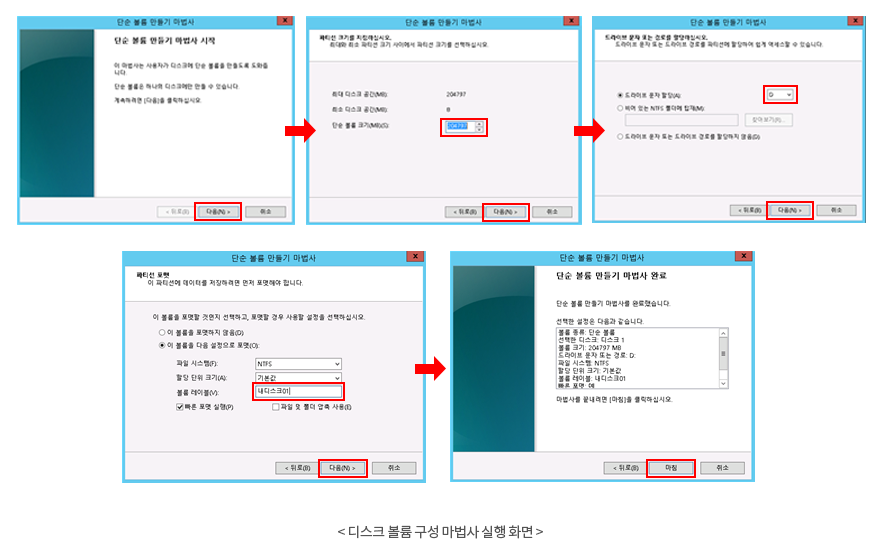 단순 볼륨 만들기 마법사
단순 볼륨 만들기 마법사 시작
이 마법사는 사용자가 디스크에 단순 볼륨을 만들도록 도와줍
니다.
단순 볼륨은 하나의 디스크에만 만들 수 있습니다.
계속하려면 [다음]을 클릭하십시오.
< 뒤로(B)
다음(N) >
취소
단순 볼륨 만들기 마법사
파티션 크기를 지정하십시오.
최대와 최소 파티션 크기 사이에서 파티션 크기를 선택하십시오.
최대 디스크 공간(MB):
204797
최소 디스크 공간(MB):
8
단순 볼륨 크기(MB)(S):
204797
< 뒤로(B)
다음(N) >
취소
단순 볼륨 만들기 마법사
드라이브 문자 또는 경로를 할당하십시오.
드라이브 문자 또는 드라이브 경로를 파티션에 할당하여 쉽게 액세스할 수 있습니다.
드라이브 문자 할당(A):
D
비어 있는 NTFS 폴더에 탑재(M):
찾아보기(R)...
드라이브 문자 또는 드라이브 경로를 할당하지 않음(D)
< 뒤로(B)
다음(N) >
취소
단순 볼륨 만들기 마법사
파티션 포맷
이 파티션에 데이터를 저장하려면 먼저 포맷해야 합니다.
이 볼륨을 포맷할 것인지 선택하고, 포맷할 경우 사용할 설정을 선택하십시오.
이 볼륨을 포맷하지 않음(D)
이 볼륨을 다음 설정으로 포맷(O):
파일 시스템(F):
NTFS
할당 단위 크기(A):
기본값
볼륨 레이블(V):
내디스크01
빠른 포맷 실행(P)
파일 및 폴더 압축 사용(E)
< 뒤로(B)
다음(N) >
취소
단순 볼륨 만들기 마법사
단순 볼륨 만들기 마법사 완료
단순 볼륨 만들기 마법사를 완료했습니다.
선택한 설정은 다음과 같습니다.
볼륨 종류: 단순 볼륨
선택한 디스크: 디스크 1
볼륨 크기: 204797 MB
드라이브 문자 또는 경로: D:
파일 시스템: NTFS
할당 단위 크기: 기본값
볼륨 레이블: 내디스크01
빠른 포맷: 예
마법사를 끝내려면 [마침]을 클릭하십시오.
< 뒤로(B)
마침
취소
< 디스크 볼륨 구성 마법사 실행 화면 >